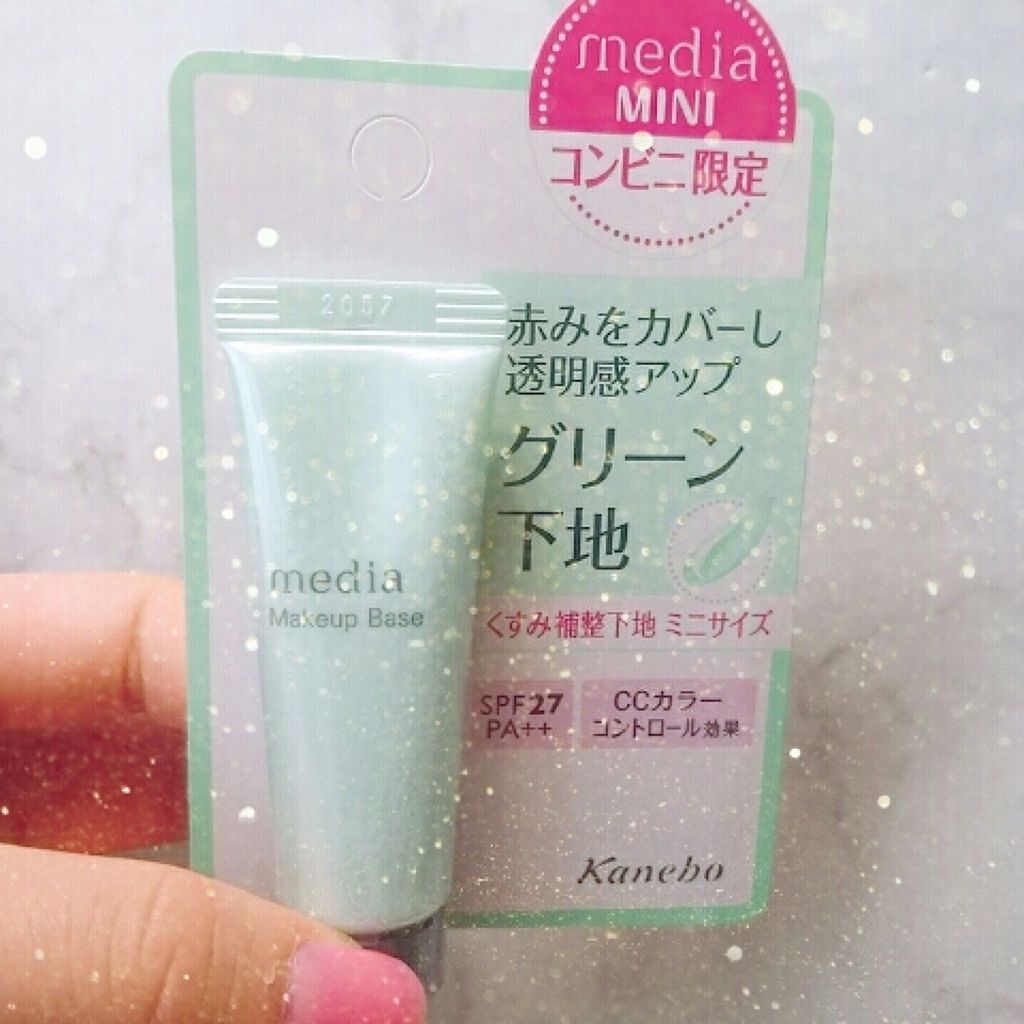 media
MINI
コンビニ限定
2057
赤みをカバーし
透明感アップ
グリーン
下地
media
Makeup Base
くすみ補整下地 ミニサイズ
SPF27
PA++
CCカラー
コントロール効果
Kanebo